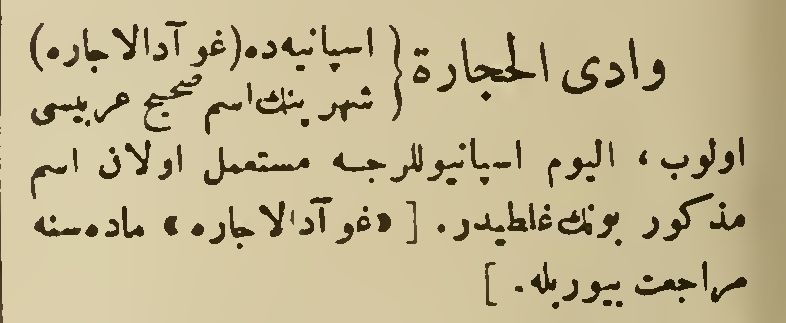 وادی الحجارة } اسپانیه‌ده (غوآدالاجاره)
شهرینك اسم صحیح عربیسی
اولوب، الیوم اسپانیوللرجه مستعمل اولان اسم
مذكور بونك غلطیدر. [«غوآدالاجاره» ماده‌سنه
مراجعت بیوریله.]